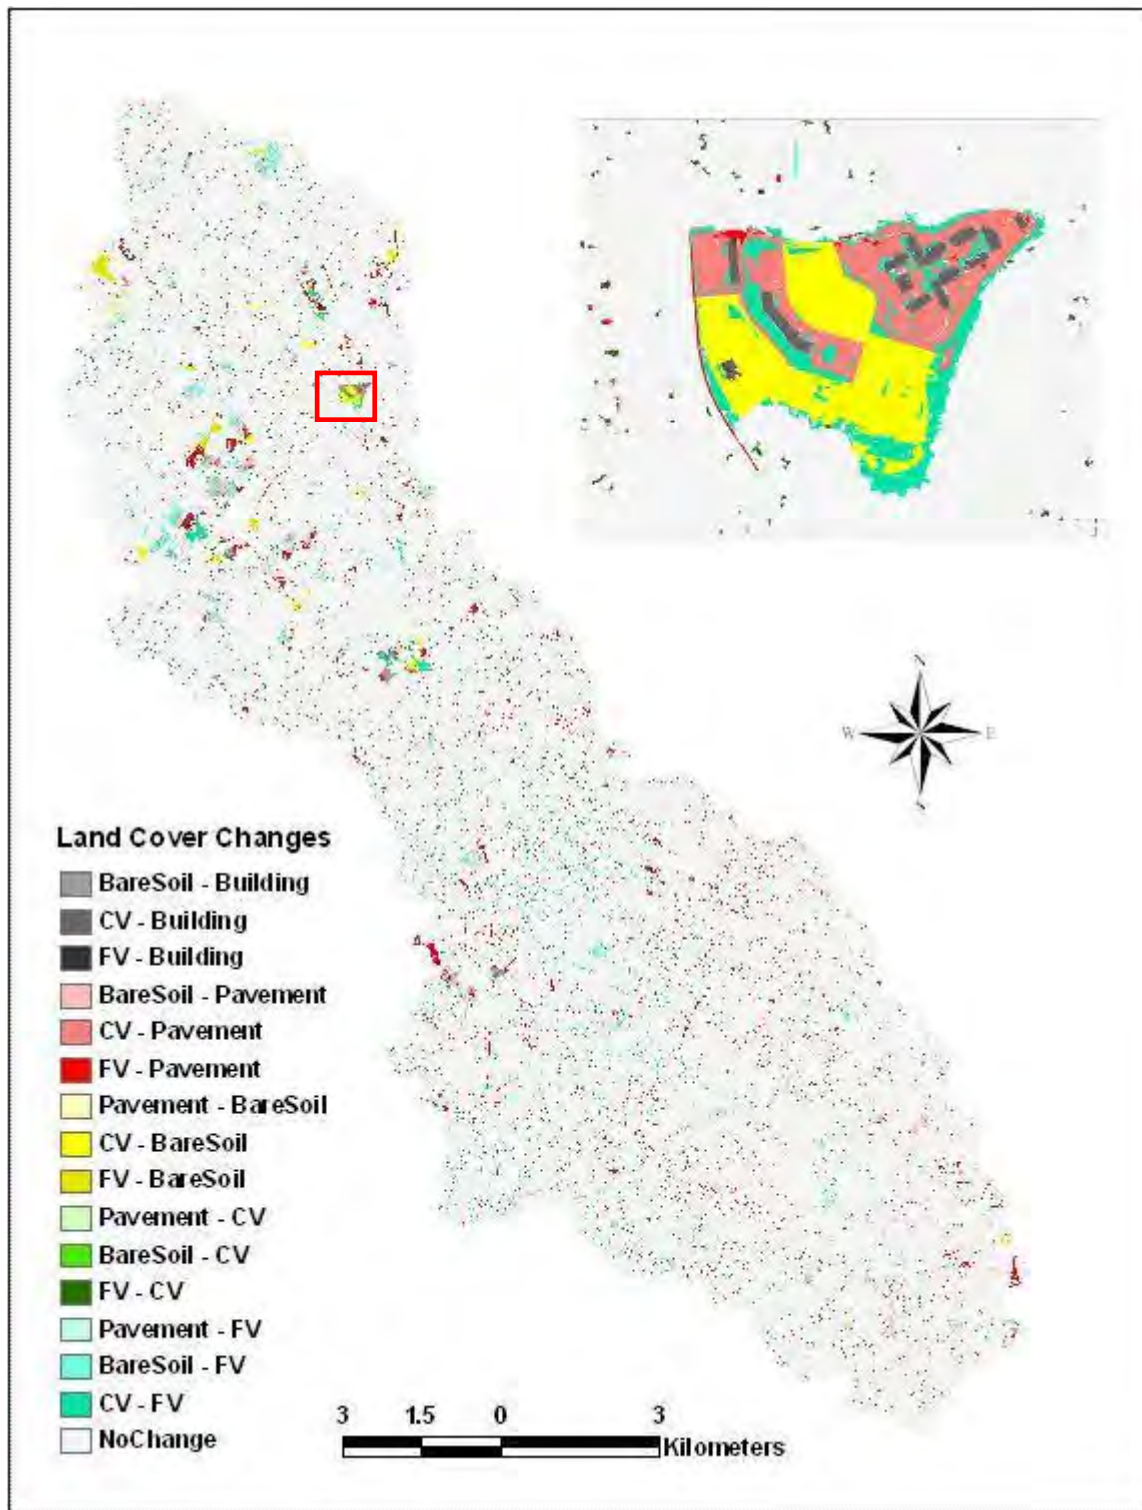 N
W E
S
Land Cover Changes
BareSoil - Building
CV - Building
FV - Building
BareSoil - Pavement
CV - Pavement
FV - Pavement
Pavement - BareSoil
CV - BareSoil
FV - BareSoil
Pavement - CV
BareSoil - CV
FV - CV
Pavement - FV
BareSoil - FV
CV - FV
NoChange
3 1.5 0 3
Kilometers